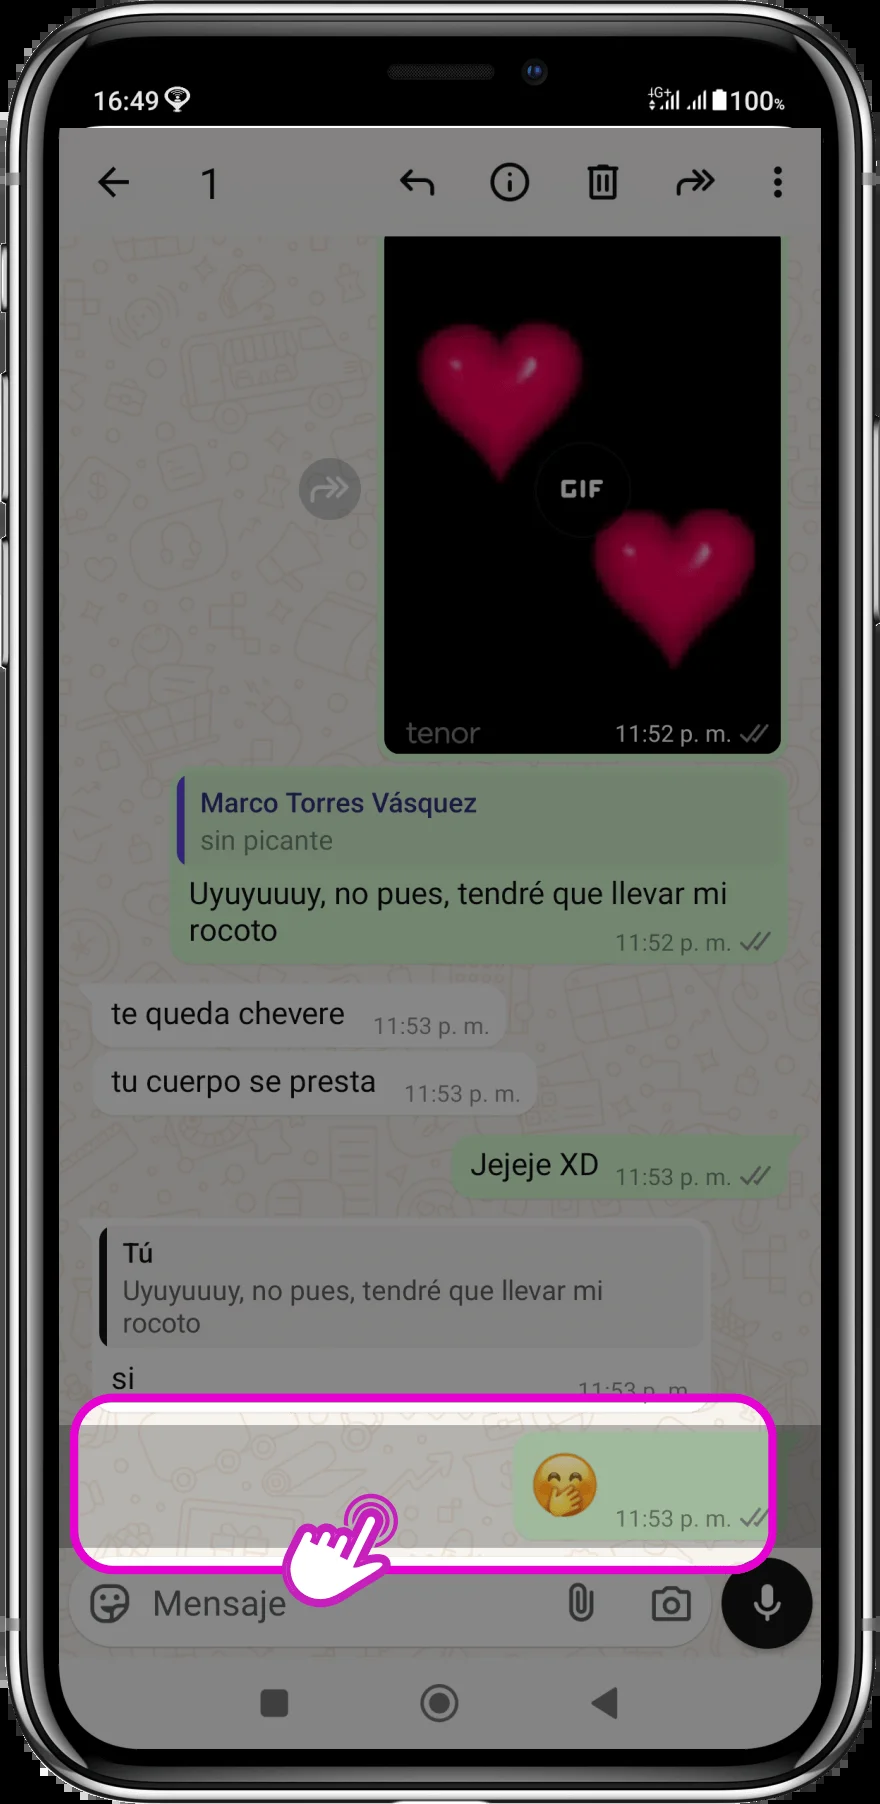 16:49 4G+ 100%
1
GIF
tenor 11:52 p. m.
Marco Torres Vásquez
sin picante
Uyuyuuuy, no pues, tendré que llevar mi
rocoto 11:52 p. m.
te queda chevere 11:53 p. m.
tu cuerpo se presta 11:53 p. m.
Jejeje XD 11:53 p. m.
Tú
Uyuyuuuy, no pues, tendré que llevar mi
rocoto
si 11:53 p. m.
11:53 p. m.
Mensaje